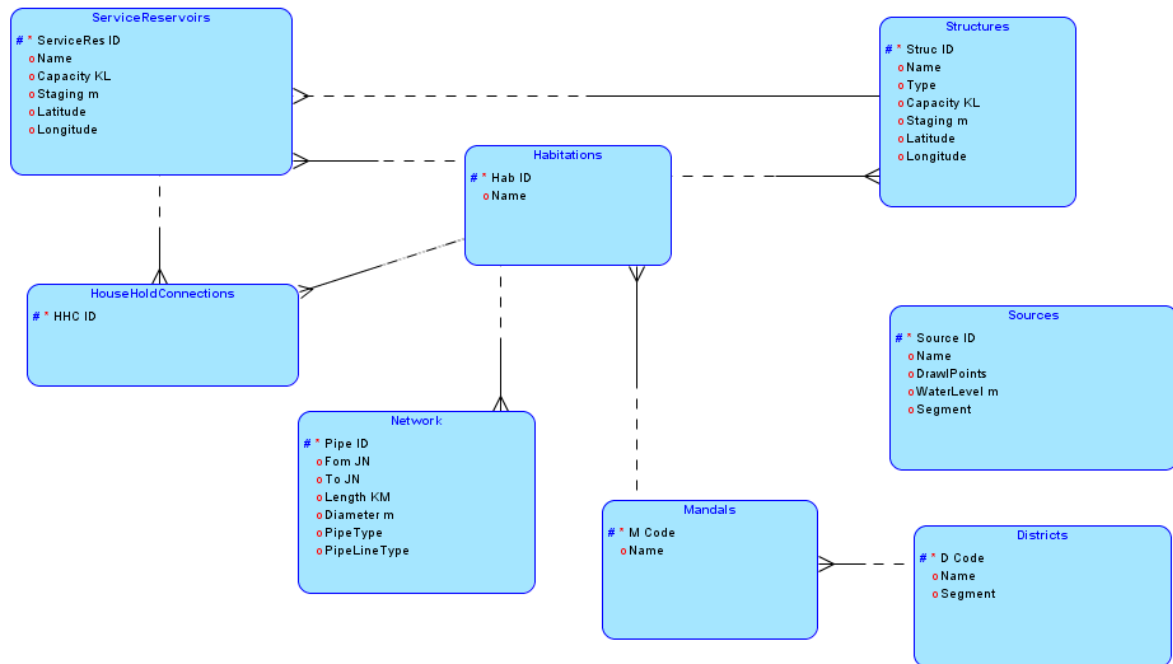 ServiceReservoirs
# * ServiceRes ID
o Name
o Capacity KL
o Staging m
o Latitude
o Longitude
Structures
# * Struc ID
o Name
o Type
o Capacity KL
o Staging m
o Latitude
o Longitude
Habitations
# * Hab ID
o Name
HouseHoldConnections
# * HHC ID
Sources
# * Source ID
o Name
o DrawlPoints
o WaterLevel m
o Segment
Network
# * Pipe ID
o Fom JN
o To JN
o Length KM
o Diameter m
o PipeType
o PipeLineType
Mandals
# * M Code
o Name
Districts
# * D Code
o Name
o Segment